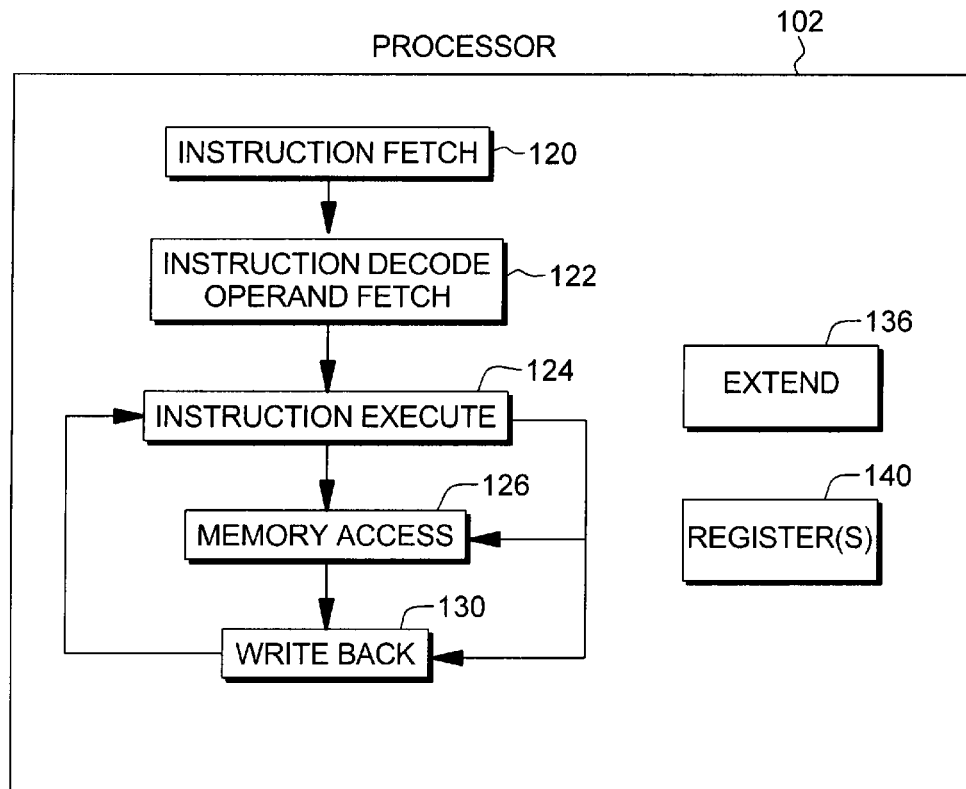 102
PROCESSOR
INSTRUCTION FETCH
120
INSTRUCTION DECODE
OPERAND FETCH
122
136
EXTEND
124
INSTRUCTION EXECUTE
140
REGISTER(S)
126
MEMORY ACCESS
130
WRITE BACK